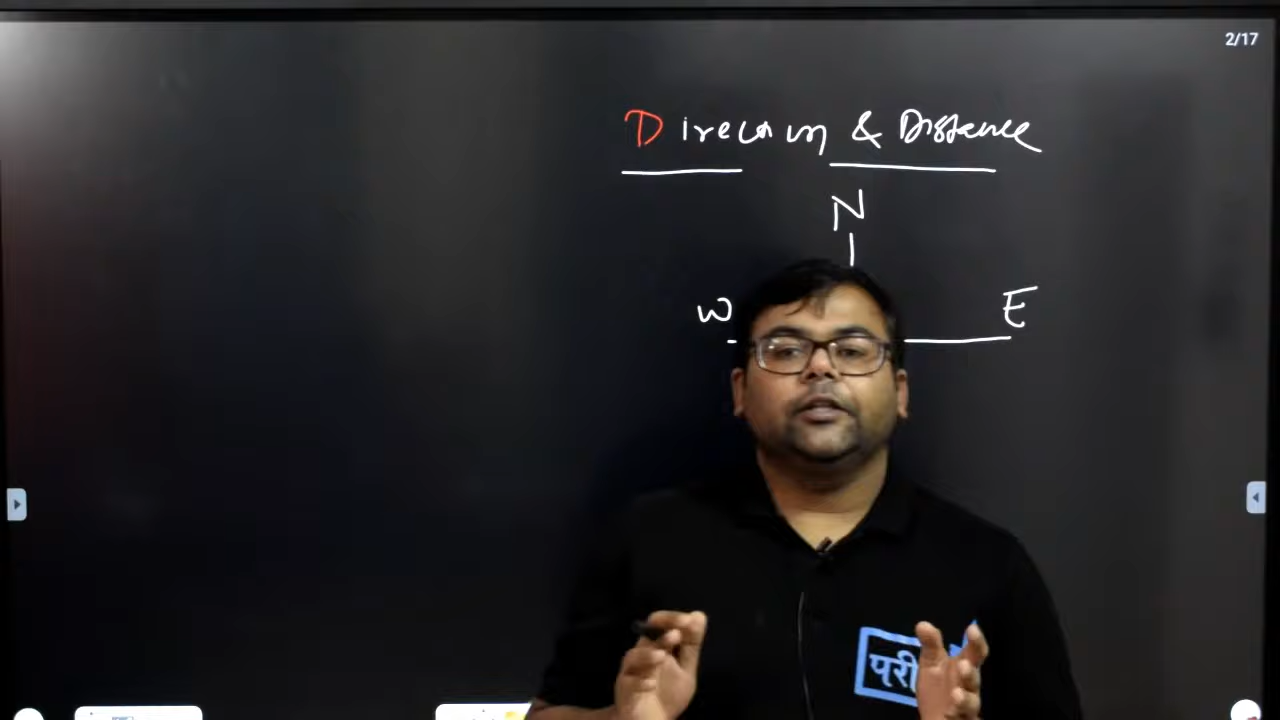 2/17
Direction & Distance
N
W E
परी